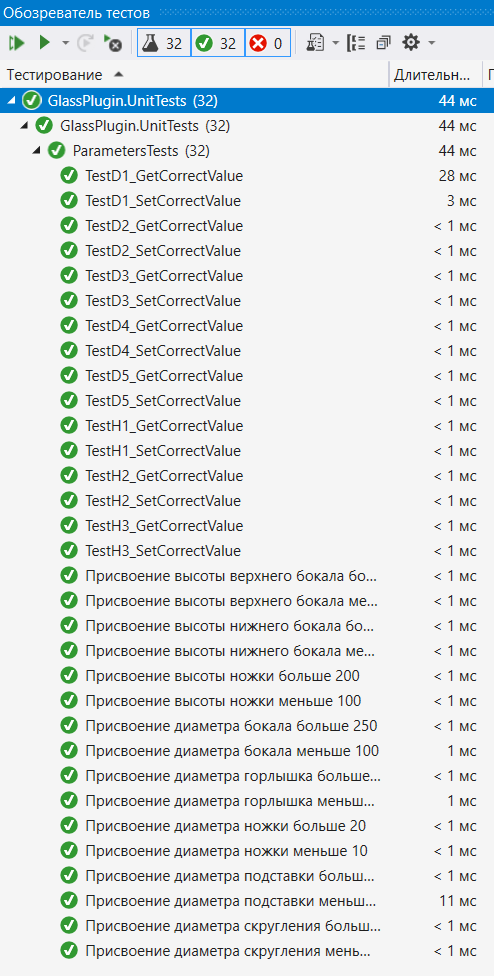 Обозреватель тестов
32 32 0
Тестирование Длительн... П
GlassPlugin.UnitTests (32) 44 мс
GlassPlugin.UnitTests (32) 44 мс
ParametersTests (32) 44 мс
TestD1_GetCorrectValue 28 мс
TestD1_SetCorrectValue 3 мс
TestD2_GetCorrectValue < 1 мс
TestD2_SetCorrectValue < 1 мс
TestD3_GetCorrectValue < 1 мс
TestD3_SetCorrectValue < 1 мс
TestD4_GetCorrectValue < 1 мс
TestD4_SetCorrectValue < 1 мс
TestD5_GetCorrectValue < 1 мс
TestD5_SetCorrectValue < 1 мс
TestH1_GetCorrectValue < 1 мс
TestH1_SetCorrectValue < 1 мс
TestH2_GetCorrectValue < 1 мс
TestH2_SetCorrectValue < 1 мс
TestH3_GetCorrectValue < 1 мс
TestH3_SetCorrectValue < 1 мс
Присвоение высоты верхнего бокала бо... < 1 мс
Присвоение высоты верхнего бокала ме... < 1 мс
Присвоение высоты нижнего бокала бо... < 1 мс
Присвоение высоты нижнего бокала ме... < 1 мс
Присвоение высоты ножки больше 200 < 1 мс
Присвоение высоты ножки меньше 100 < 1 мс
Присвоение диаметра бокала больше 250 < 1 мс
Присвоение диаметра бокала меньше 100 1 мс
Присвоение диаметра горлышка больше... < 1 мс
Присвоение диаметра горлышка меньш... 1 мс
Присвоение диаметра ножки больше 20 < 1 мс
Присвоение диаметра ножки меньше 10 < 1 мс
Присвоение диаметра подставки больш... < 1 мс
Присвоение диаметра подставки меньш... 11 мс
Присвоение диаметра скругления больш... < 1 мс
Присвоение диаметра скругления мень... < 1 мс